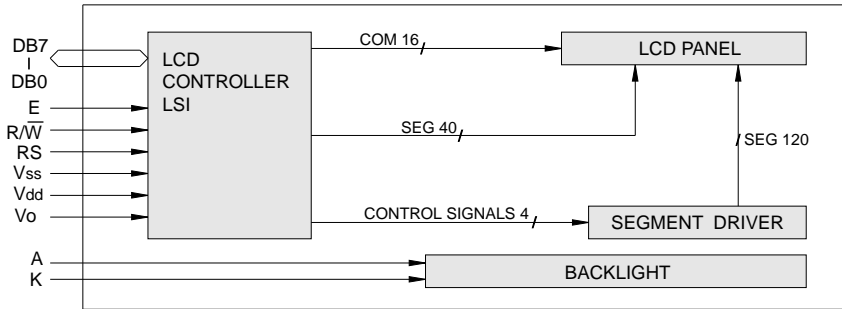 DB7
DB0
E
R/W̅
RS
Vss
Vdd
Vo
A
K
LCD
CONTROLLER
LSI
COM 16
SEG 40
CONTROL SIGNALS 4
LCD PANEL
SEG 120
SEGMENT DRIVER
BACKLIGHT